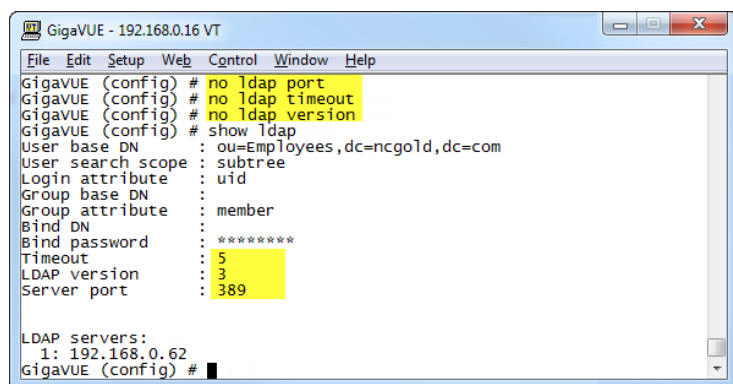 GigaVUE - 192.168.0.16 VT
File Edit Setup Web Control Window Help
GigaVUE (config) # no ldap port
GigaVUE (config) # no ldap timeout
GigaVUE (config) # no ldap version
GigaVUE (config) # show ldap
User base DN : ou=Employees,dc=ncgold,dc=com
User search scope : subtree
Login attribute : uid
Group base DN :
Group attribute : member
Bind DN :
Bind password : ********
Timeout : 5
LDAP version : 3
Server port : 389
LDAP servers:
1: 192.168.0.62
GigaVUE (config) #